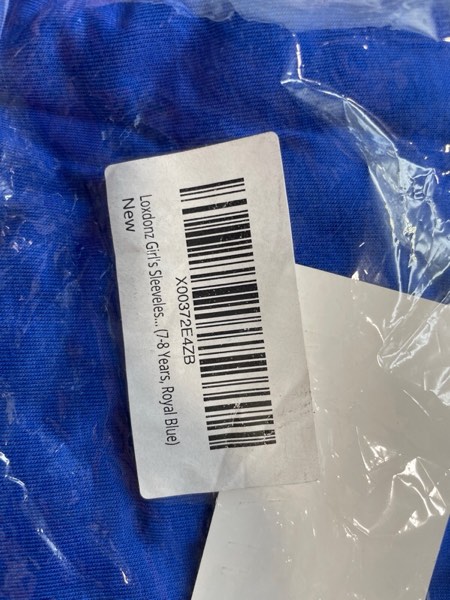 X00372E4ZB
Loxdonz Girl's Sleeveles... (7-8 Years, Royal Blue)
New